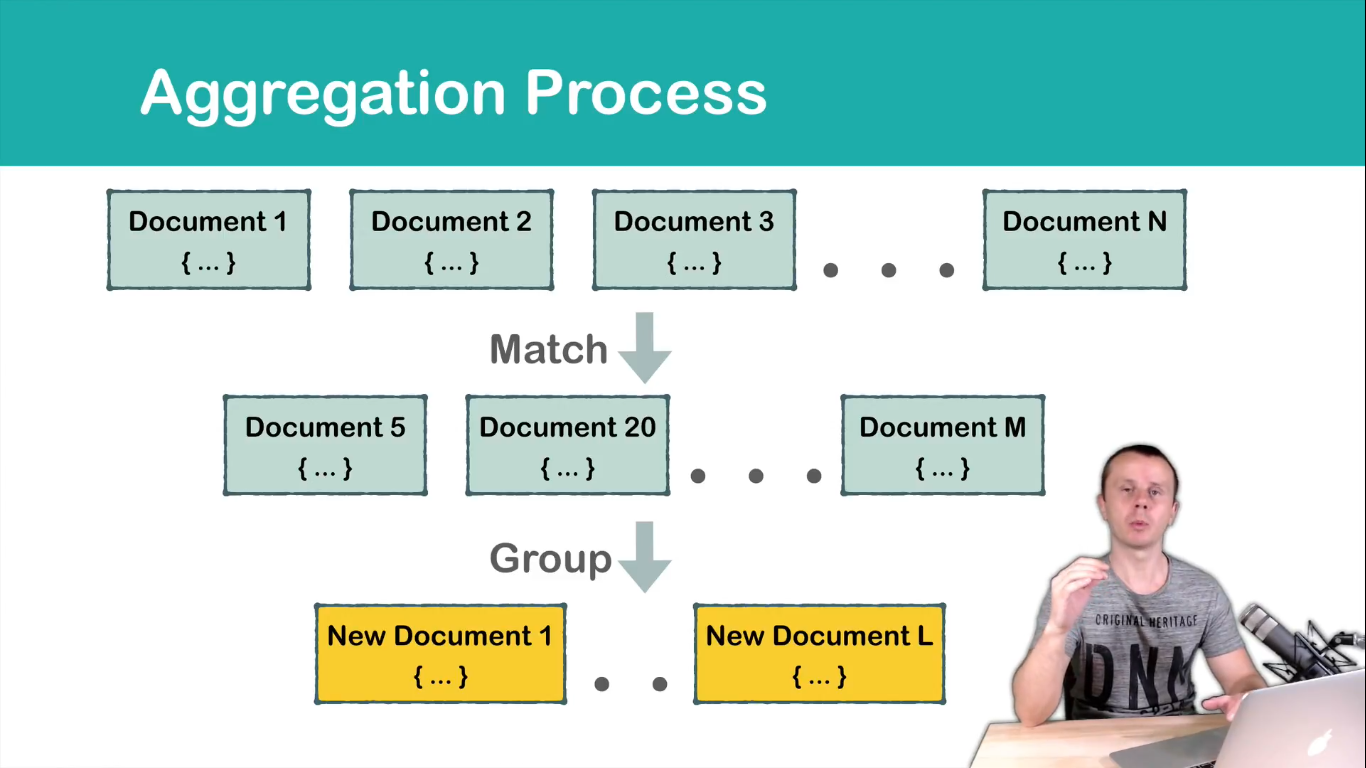 Aggregation Process
Document 1
{ ... }
Document 2
{ ... }
Document 3
{ ... }
Document N
{ ... }
Match
Document 5
{ ... }
Document 20
{ ... }
Document M
{ ... }
Group
New Document 1
{ ... }
New Document L
{ ... }
ORIGINAL HERITAGE
DNM